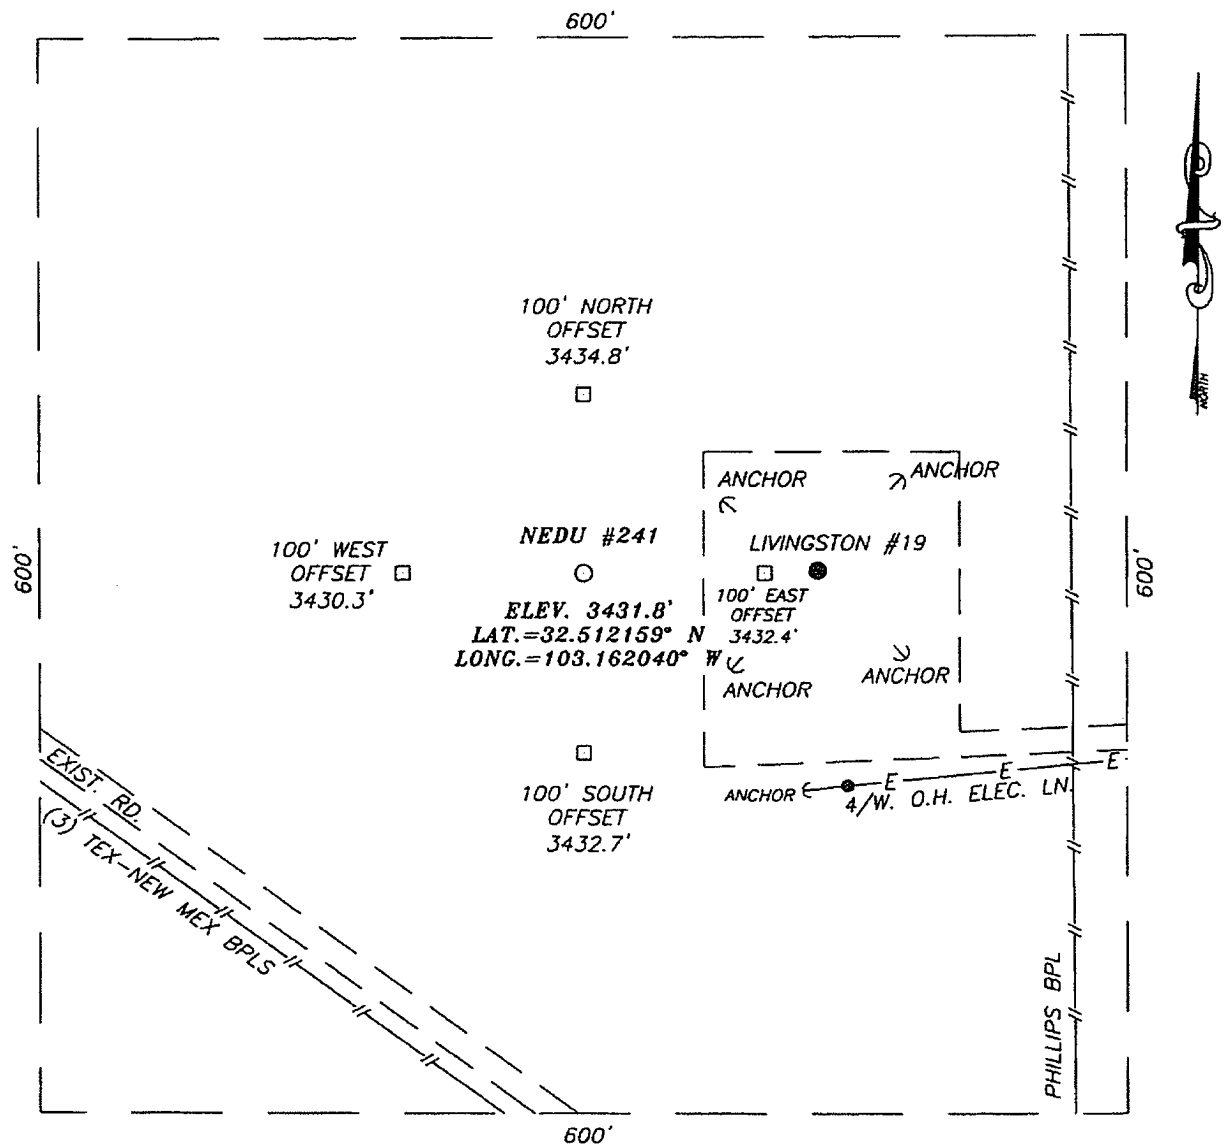 600'
100' NORTH
OFFSET
3434.8'
NORTH
ANCHOR
ANCHOR
NEDU #241
LIVINGSTON #19
600'
100' WEST
OFFSET
3430.3'
100' EAST
OFFSET
3432.4'
600'
ELEV. 3431.8'
LAT.=32.512159° N
LONG.=103.162040° W
ANCHOR
ANCHOR
EXIST. RD.
(3) TEX-NEW MEX BPLS
100' SOUTH
OFFSET
3432.7'
ANCHOR
E
E
E
4/W. O.H. ELEC. LN.
PHILLIPS BPL
600'